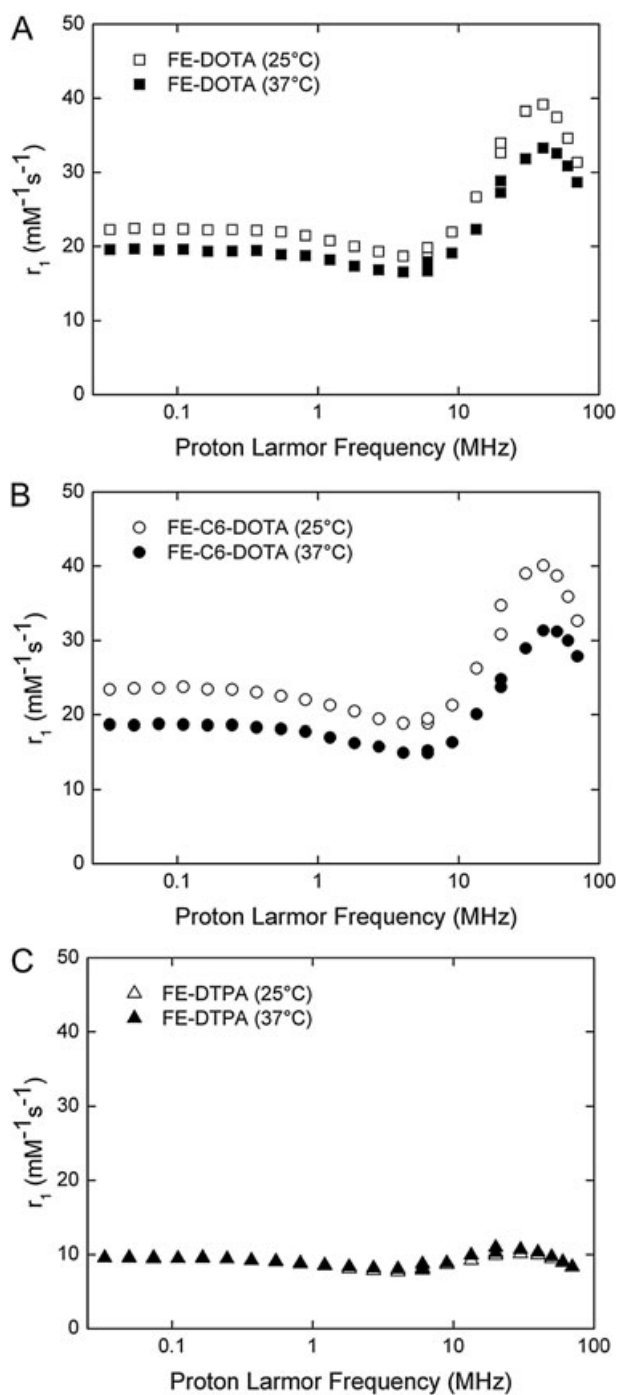 A
50
□ FE-DOTA (25°C)
■ FE-DOTA (37°C)
40
30
20
10
0
r₁ (mM⁻¹s⁻¹)
0.1 1 10 100
Proton Larmor Frequency (MHz)
B
50
○ FE-C6-DOTA (25°C)
● FE-C6-DOTA (37°C)
40
30
20
10
0
r₁ (mM⁻¹s⁻¹)
0.1 1 10 100
Proton Larmor Frequency (MHz)
C
50
△ FE-DTPA (25°C)
▲ FE-DTPA (37°C)
40
30
20
10
0
r₁ (mM⁻¹s⁻¹)
0.1 1 10 100
Proton Larmor Frequency (MHz)